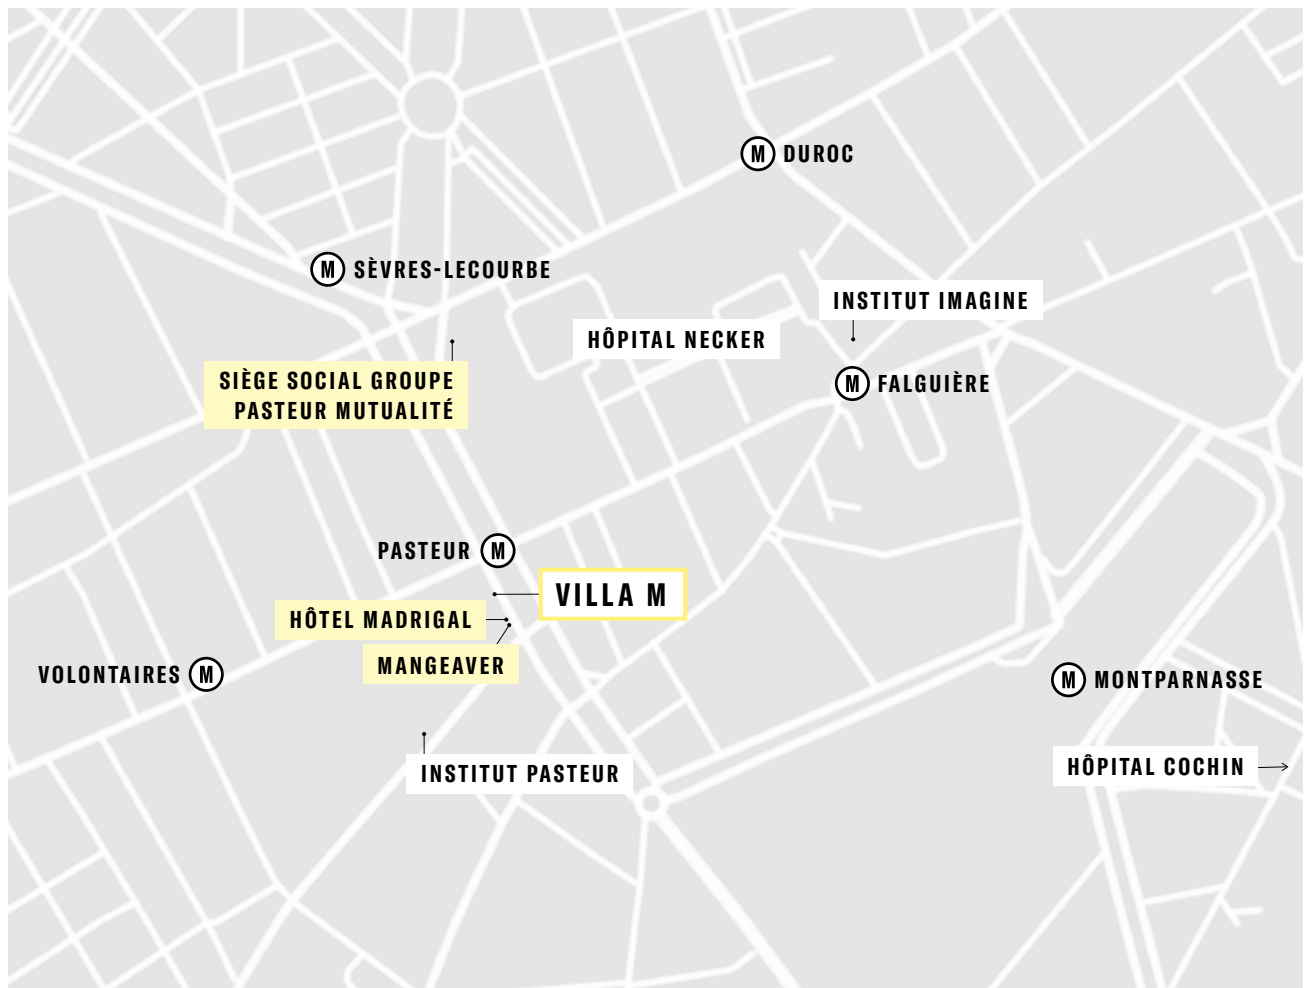 M DUROC
M SÈVRES-LECOURBE
INSTITUT IMAGINE
HÔPITAL NECKER
SIÈGE SOCIAL GROUPE
PASTEUR MUTUALITÉ
M FALGUIÈRE
PASTEUR M
VILLA M
HÔTEL MADRIGAL
MANGEAVER
VOLONTAIRES M
M MONTPARNASSE
INSTITUT PASTEUR
HÔPITAL COCHIN